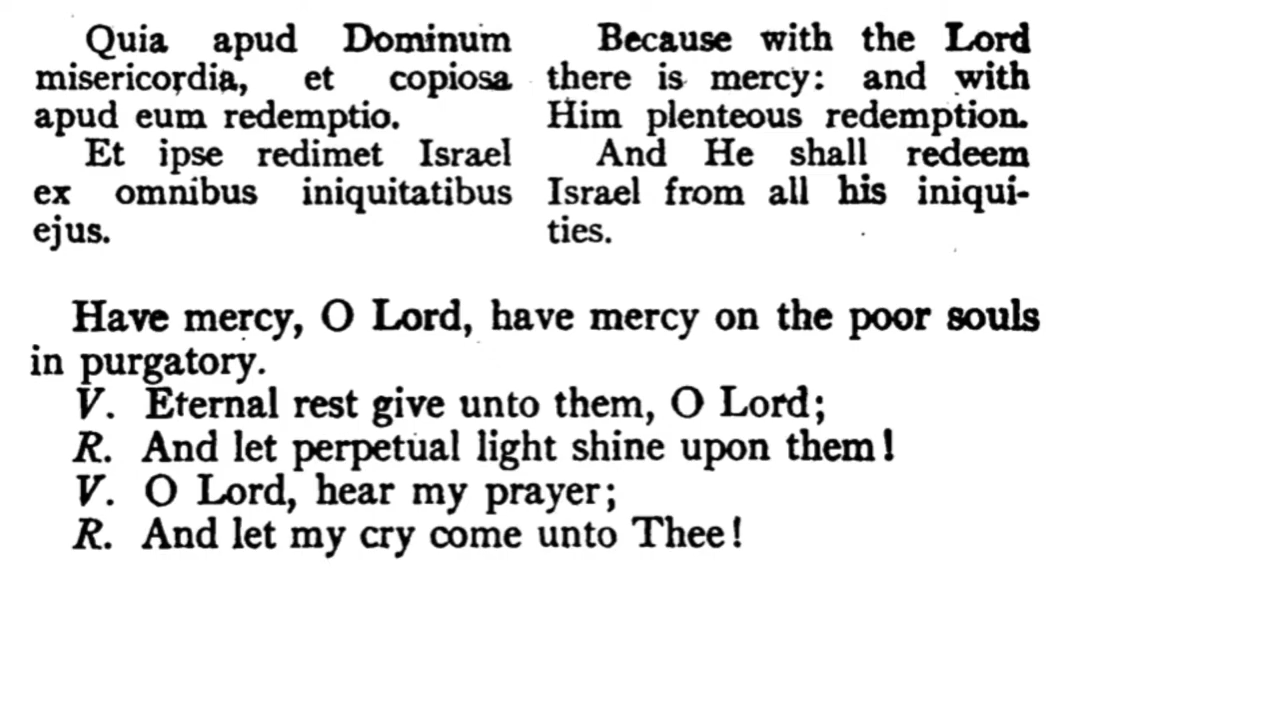 Quia apud Dominum
misericordia, et copiosa
apud eum redemptio.
Et ipse redimet Israel
ex omnibus iniquitatibus
ejus.
Because with the Lord
there is mercy: and with
Him plenteous redemption.
And He shall redeem
Israel from all his iniqui-
ties.
Have mercy, O Lord, have mercy on the poor souls
in purgatory.
V. Eternal rest give unto them, O Lord;
R. And let perpetual light shine upon them!
V. O Lord, hear my prayer;
R. And let my cry come unto Thee!